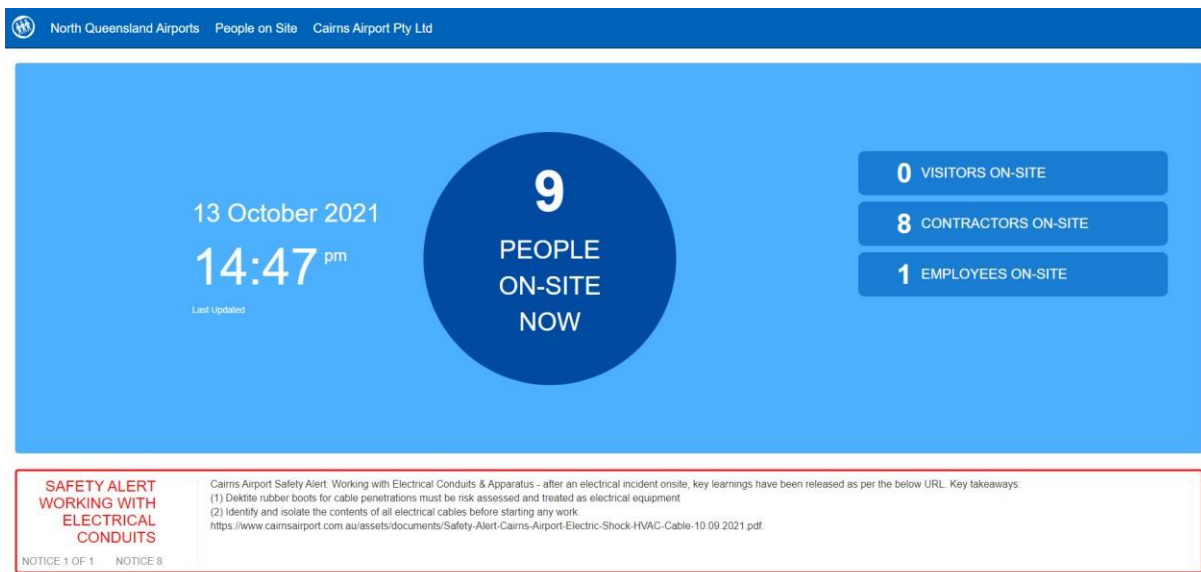 North Queensland Airports People on Site Cairns Airport Pty Ltd
13 October 2021
14:47 pm
Last Updated
9
PEOPLE
ON-SITE
NOW
0 VISITORS ON-SITE
8 CONTRACTORS ON-SITE
1 EMPLOYEES ON-SITE
SAFETY ALERT
WORKING WITH
ELECTRICAL
CONDUITS
NOTICE 1 OF 1 NOTICE 8
Cairns Airport Safety Alert: Working with Electrical Conduits & Apparatus - after an electrical incident onsite, key learnings have been released as per the below URL. Key takeaways:
(1) Dektite rubber boots for cable penetrations must be risk assessed and treated as electrical equipment
(2) Identify and isolate the contents of all electrical cables before starting any work.
https://www.cairnsairport.com.au/assets/documents/Safety-Alert-Cairns-Airport-Electric-Shock-HVAC-Cable-10.09.2021.pdf.